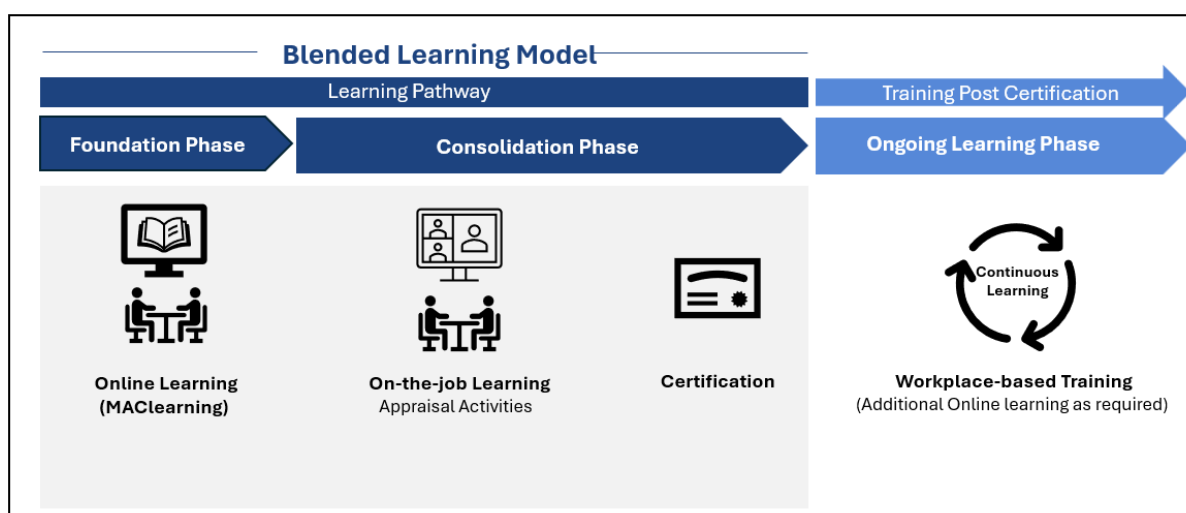 Blended Learning Model
Learning Pathway
Training Post Certification
Foundation Phase
Consolidation Phase
Ongoing Learning Phase
Continuous
Learning
Online Learning
(MAClearning)
On-the-job Learning
Appraisal Activities
Certification
Workplace-based Training
(Additional Online learning as required)